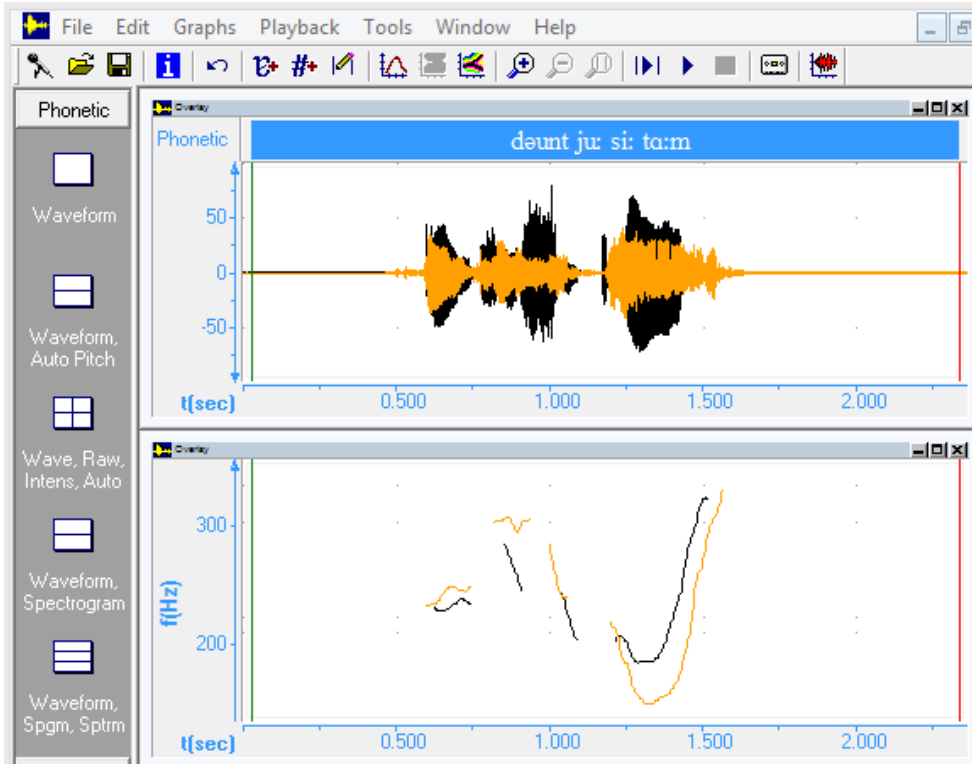 File Edit Graphs Playback Tools Window Help
Phonetic
Waveform
Waveform,
Auto Pitch
Wave, Raw,
Intens, Auto
Waveform,
Spectrogram
Waveform,
Spgm, Sptrm
Overlay
Phonetic dəunt juː siː tɑːm
50
0
-50
t(sec) 0.500 1.000 1.500 2.000
Overlay
300
f(Hz)
200
t(sec) 0.500 1.000 1.500 2.000